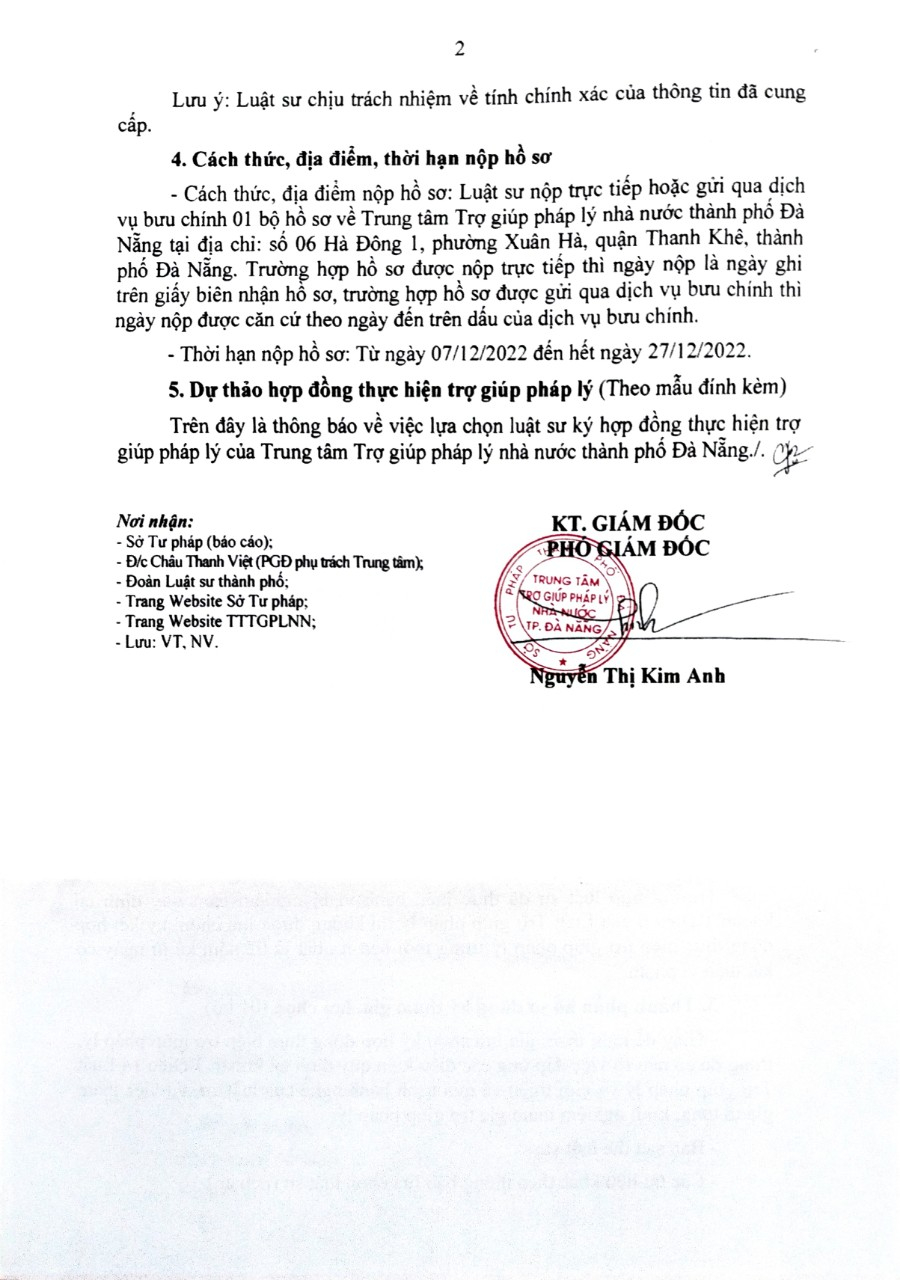 2
Lưu ý: Luật sư chịu trách nhiệm về tính chính xác của thông tin đã cung
cấp.
4. Cách thức, địa điểm, thời hạn nộp hồ sơ
- Cách thức, địa điểm nộp hồ sơ: Luật sư nộp trực tiếp hoặc gửi qua dịch
vụ bưu chính 01 bộ hồ sơ về Trung tâm Trợ giúp pháp lý nhà nước thành phố Đà
Nẵng tại địa chỉ: số 06 Hà Đông 1, phường Xuân Hà, quận Thanh Khê, thành
phố Đà Nẵng. Trường hợp hồ sơ được nộp trực tiếp thì ngày nộp là ngày ghi
trên giấy biên nhận hồ sơ, trường hợp hồ sơ được gửi qua dịch vụ bưu chính thì
ngày nộp được căn cứ theo ngày đến trên dấu của dịch vụ bưu chính.
- Thời hạn nộp hồ sơ: Từ ngày 07/12/2022 đến hết ngày 27/12/2022.
5. Dự thảo hợp đồng thực hiện trợ giúp pháp lý (Theo mẫu đính kèm)
Trên đây là thông báo về việc lựa chọn luật sư ký hợp đồng thực hiện trợ
giúp pháp lý của Trung tâm Trợ giúp pháp lý nhà nước thành phố Đà Nẵng./.
Nơi nhận:
- Sở Tư pháp (báo cáo);
- Đ/c Châu Thanh Việt (PGĐ phụ trách Trung tâm);
- Đoàn Luật sư thành phố;
- Trang Website Sở Tư pháp;
- Trang Website TTTGPLNN;
- Lưu: VT, NV.
KT. GIÁM ĐỐC
PHÓ GIÁM ĐỐC
SỞ TƯ PHÁP THÀNH PHỐ ĐÀ NẴNG
TRUNG TÂM
TRỢ GIÚP PHÁP LÝ
NHÀ NƯỚC
TP. ĐÀ NẴNG
Nguyễn Thị Kim Anh